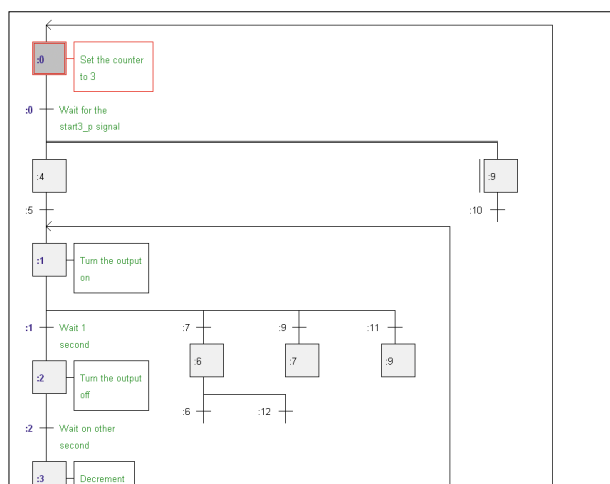 :0
Set the counter
to 3
:0
Wait for the
start3_p signal
:4
:9
:5
:10
:1
Turn the output
on
:1
Wait 1
second
:7
:9
:11
:6
:7
:9
:2
Turn the output
off
:6
:12
:2
Wait on other
second
:3
Decrement